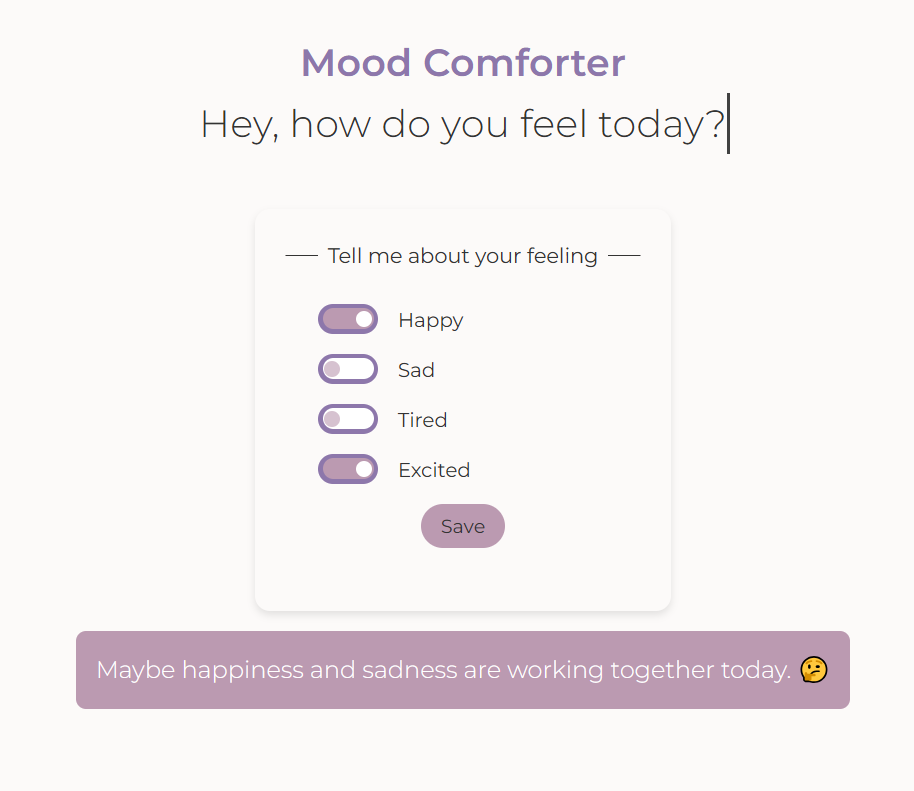 Mood Comforter
Hey, how do you feel today?
Tell me about your feeling
Happy
Sad
Tired
Excited
Save
Maybe happiness and sadness are working together today. 🤔